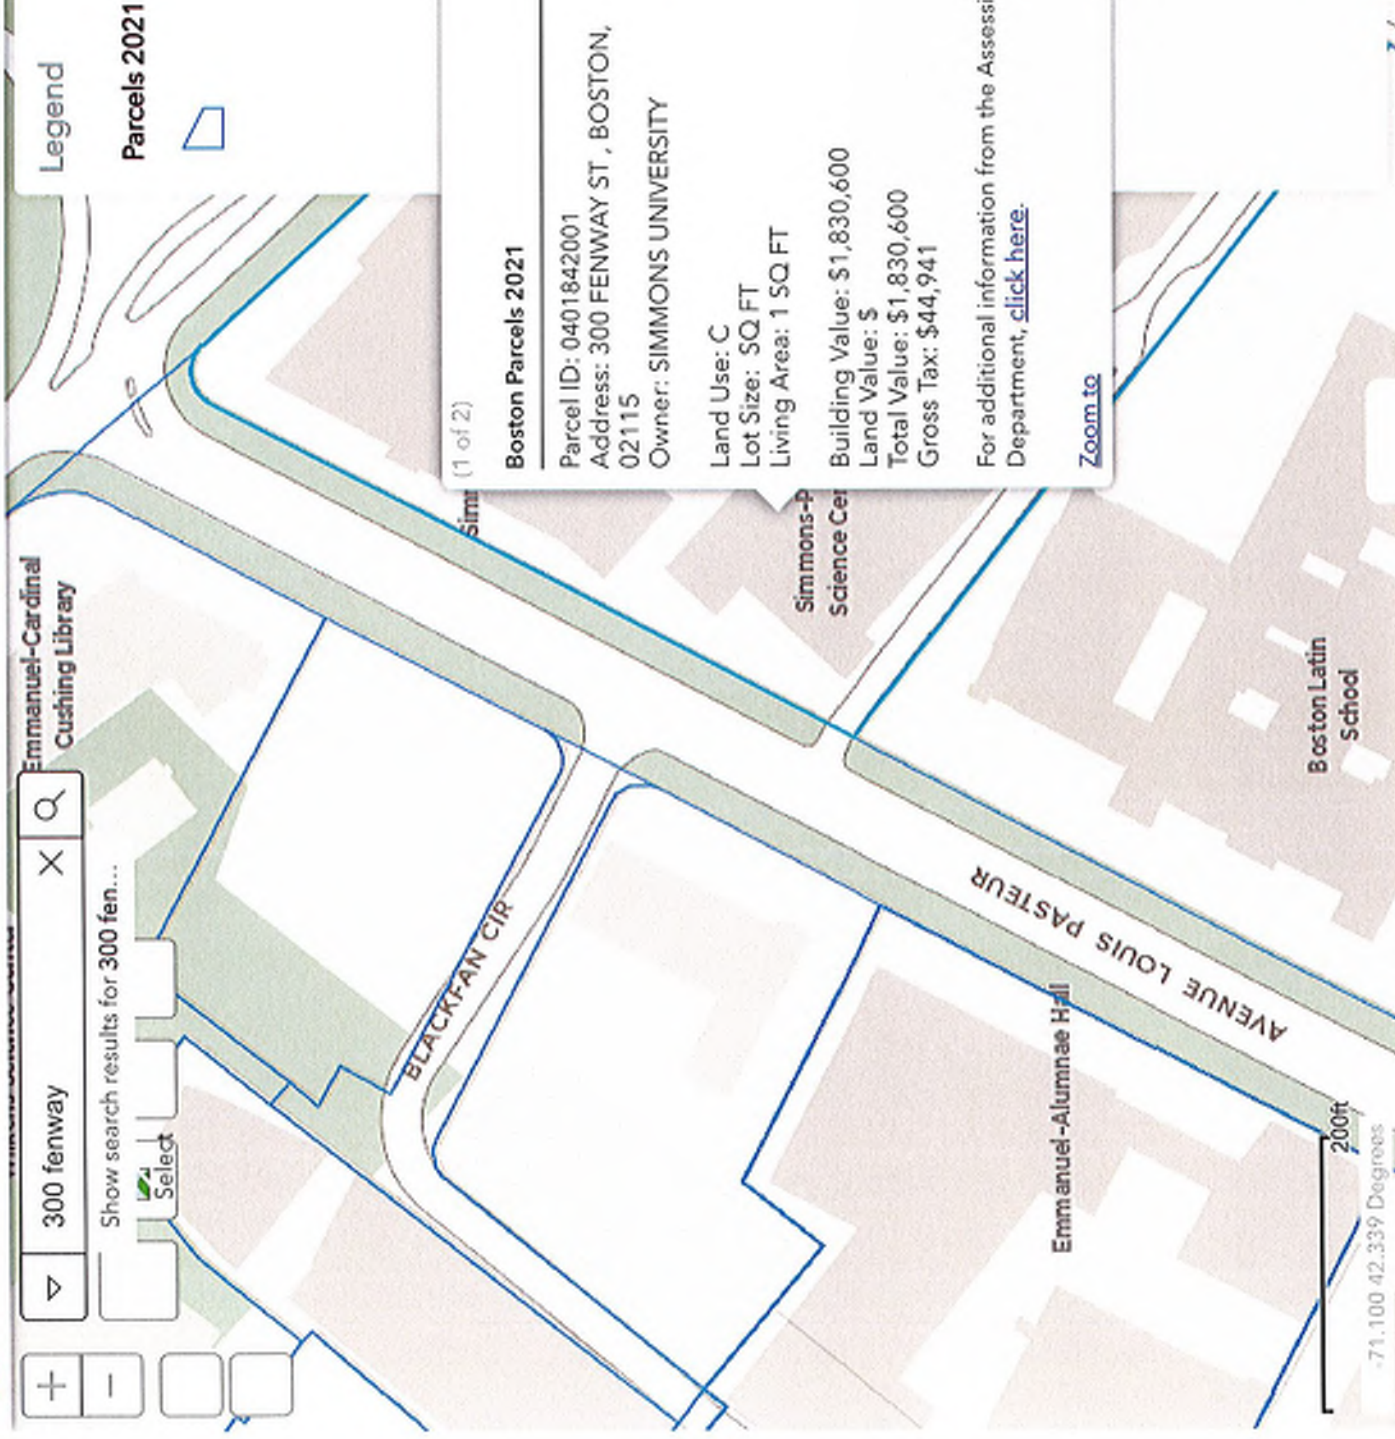 300 fenway
Show search results for 300 fen...
Select
Legend
Parcels 2021
Emmanuel-Cardinal
Cushing Library
(1 of 2)
Boston Parcels 2021
Parcel ID: 0401842001
Address: 300 FENWAY ST , BOSTON,
02115
Owner: SIMMONS UNIVERSITY
Land Use: C
Lot Size: SQ FT
Living Area: 1 SQ FT
Building Value: $1,830,600
Land Value: $
Total Value: $1,830,600
Gross Tax: $44,941
For additional information from the Assessi
Department, click here.
Zoom to
Simm
Simmons-P
Science Cer
BLACKFAN CIR
AVENUE LOUIS PASTEUR
Emmanuel-Alumnae Hall
Boston Latin
School
200ft
-71.100 42.339 Degrees